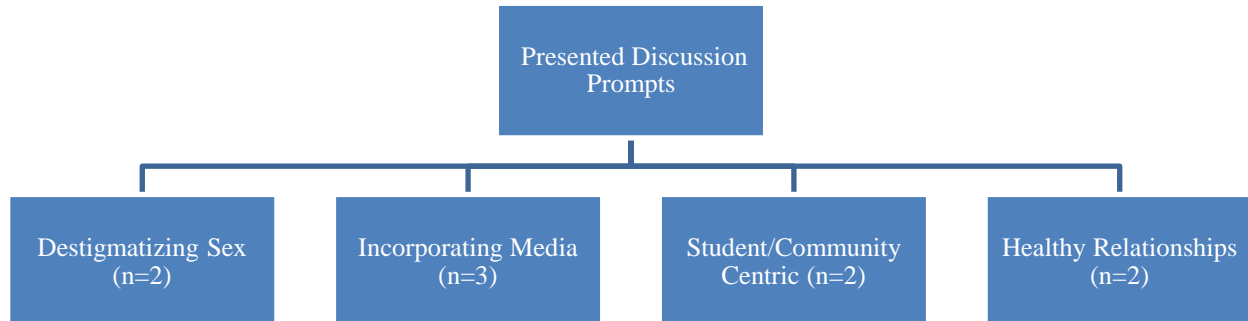 Presented Discussion
Prompts
Destigmatizing Sex
(n=2)
Incorporating Media
(n=3)
Student/Community
Centric (n=2)
Healthy Relationships
(n=2)